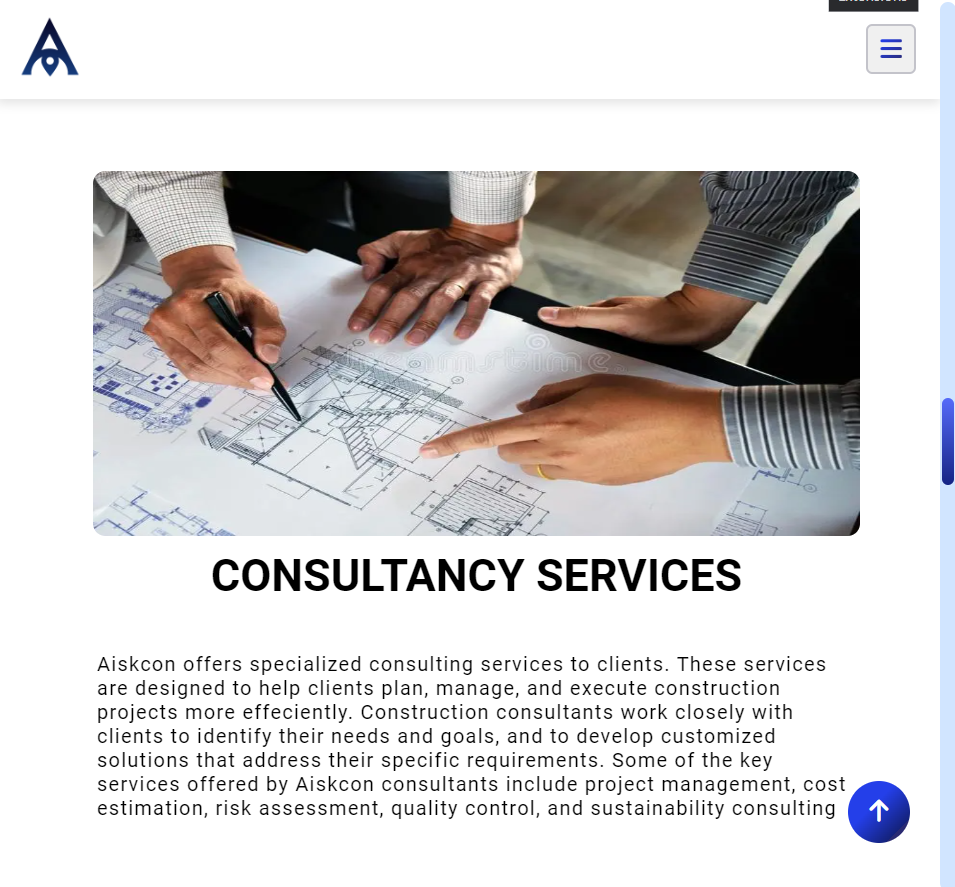 CONSULTANCY SERVICES
Aiskcon offers specialized consulting services to clients. These services
are designed to help clients plan, manage, and execute construction
projects more effeciently. Construction consultants work closely with
clients to identify their needs and goals, and to develop customized
solutions that address their specific requirements. Some of the key
services offered by Aiskcon consultants include project management, cost
estimation, risk assessment, quality control, and sustainability consulting